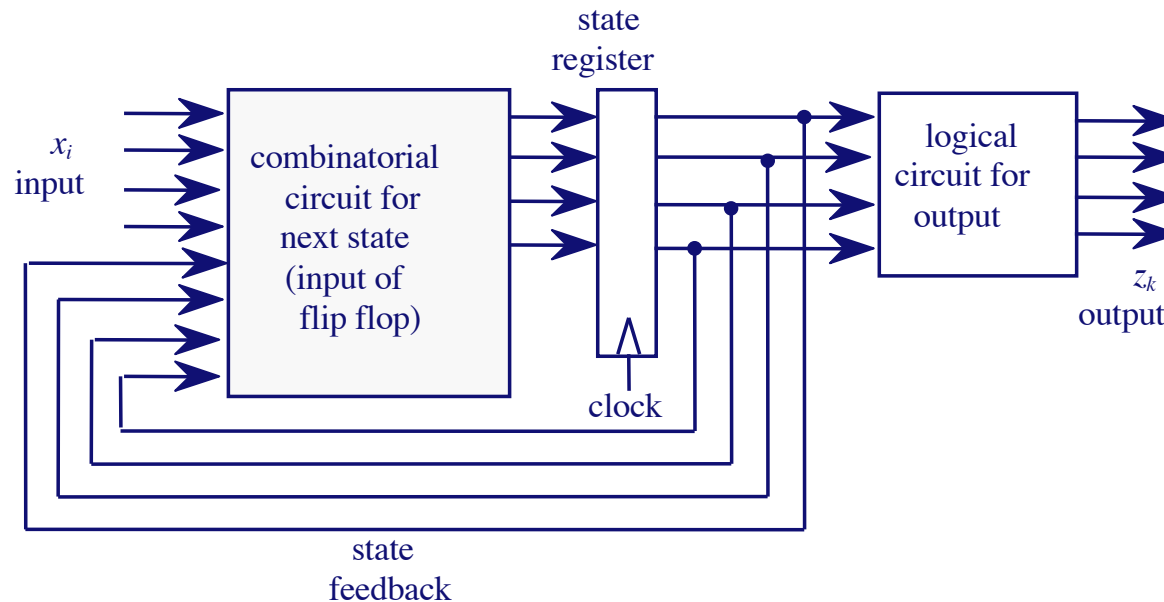 state
register
x_i
input
combinatorial
circuit for
next state
(input of
flip flop)
logical
circuit for
output
z_k
output
clock
state
feedback